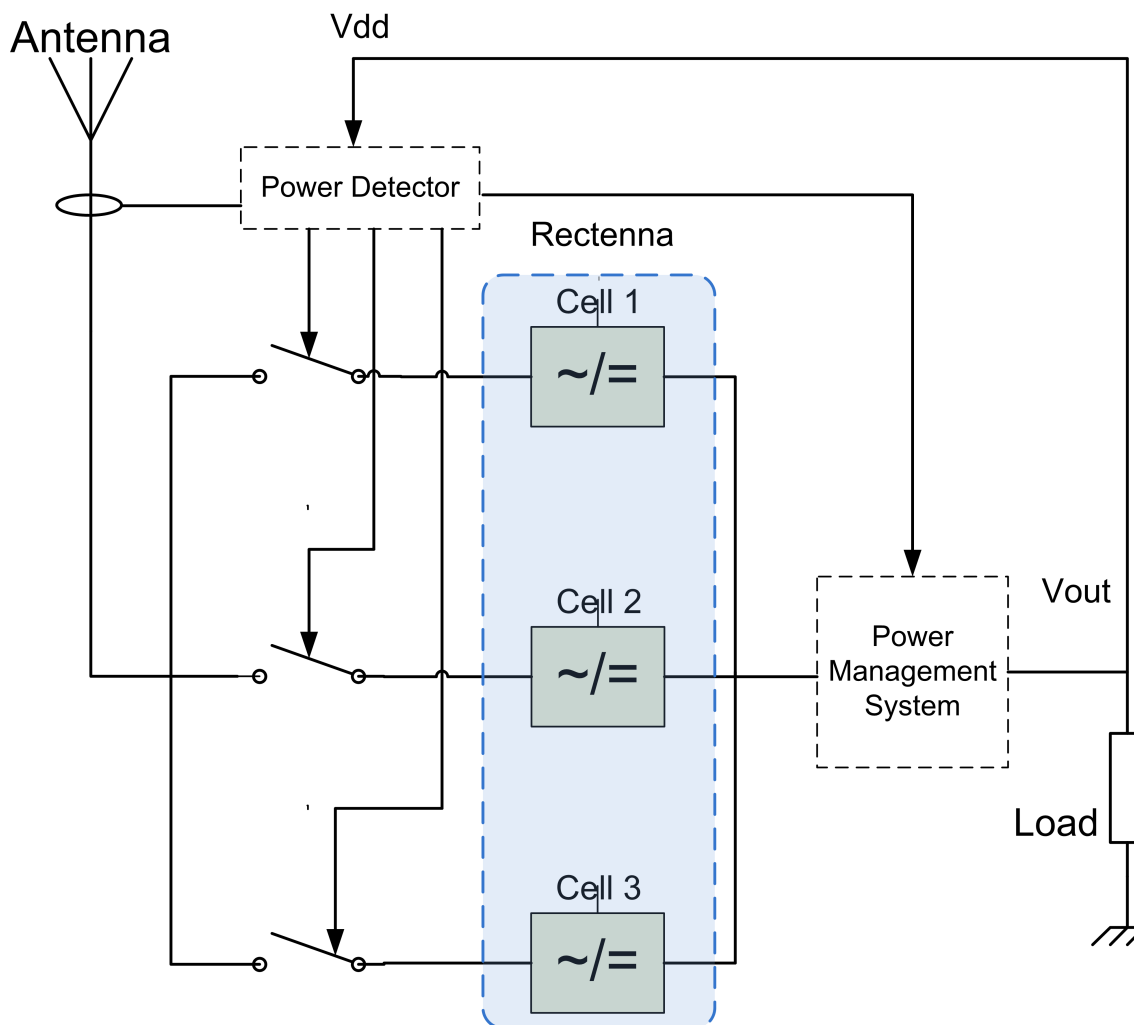 Antenna
Vdd
Power Detector
Rectenna
Cell 1
~/=
Cell 2
~/=
Power
Management
System
Vout
Load
Cell 3
~/=